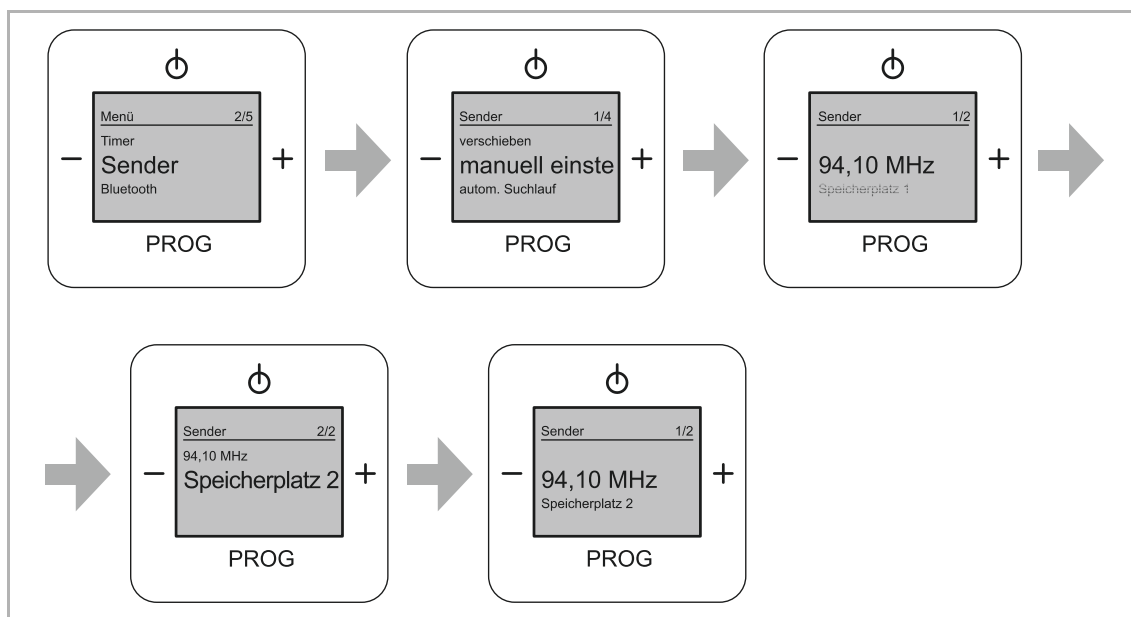 Menü 2/5
Timer
Sender
Bluetooth
− +
PROG
Sender 1/4
verschieben
manuell einste
autom. Suchlauf
− +
PROG
Sender 1/2
94,10 MHz
Speicherplatz 1
− +
PROG
Sender 2/2
94,10 MHz
Speicherplatz 2
− +
PROG
Sender 1/2
94,10 MHz
Speicherplatz 2
− +
PROG